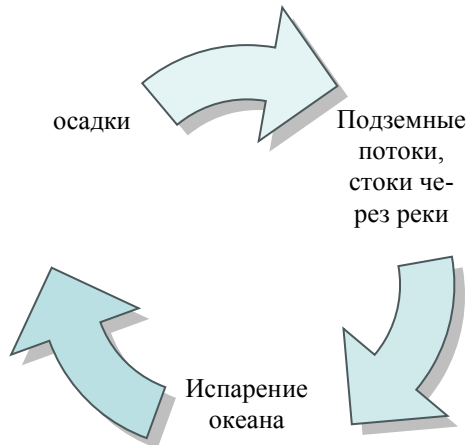 осадки
Подземные
потоки,
стоки че-
рез реки
Испарение
океана